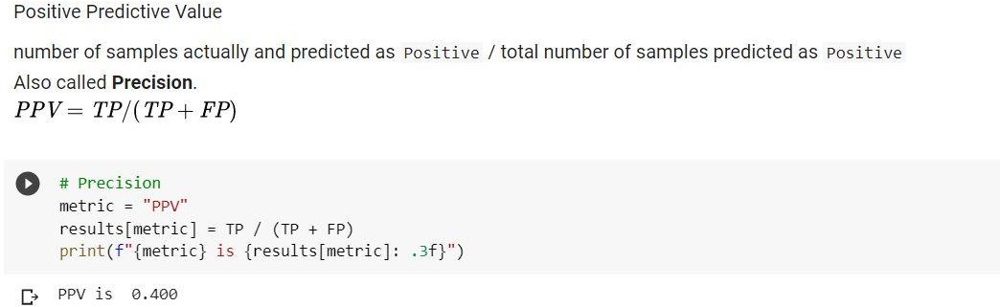 Positive Predictive Value
number of samples actually and predicted as Positive / total number of samples predicted as Positive
Also called Precision.
PPV = TP/(TP + FP)
# Precision
metric = "PPV"
results[metric] = TP / (TP + FP)
print(f"{metric} is {results[metric]: .3f}")
PPV is  0.400